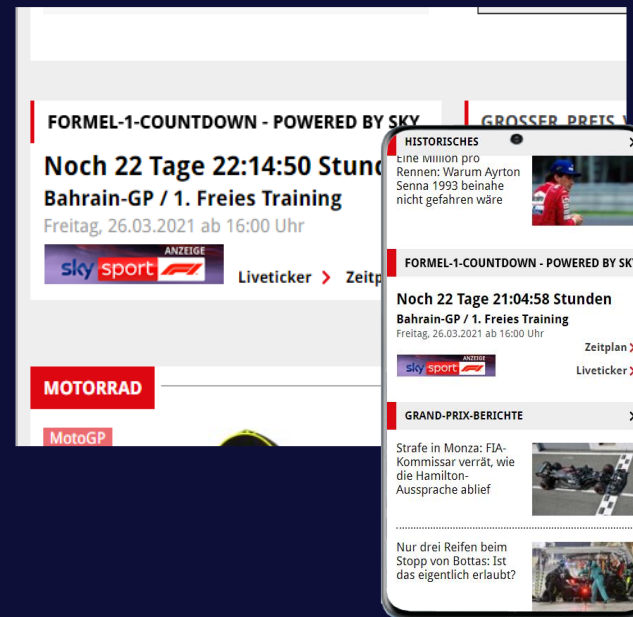 FORMEL-1-COUNTDOWN - POWERED BY SKY
Noch 22 Tage 22:14:50
Bahrain-GP / 1. Freies Training
Freitag, 26.03.2021 ab 16:00 Uhr
ANZEIGE
sky sport F1
Liveticker
GROSSER PREIS
MOTORRAD
MotoGP
HISTORISCHES
Eine Million pro
Rennen: Warum Ayrton
Senna 1993 beinahe
nicht gefahren wäre
FORMEL-1-COUNTDOWN - POWERED BY SKY
Noch 22 Tage 21:04:58 Stunden
Bahrain-GP / 1. Freies Training
Freitag, 26.03.2021 ab 16:00 Uhr
Zeitplan
ANZEIGE
sky sport F1
Liveticker
GRAND-PRIX-BERICHTE
Strafe in Monza: FIA-
Kommissar verrät, wie
die Hamilton-
Aussprache ablief
Nur drei Reifen beim
Stopp von Bottas: Ist
das eigentlich erlaubt?